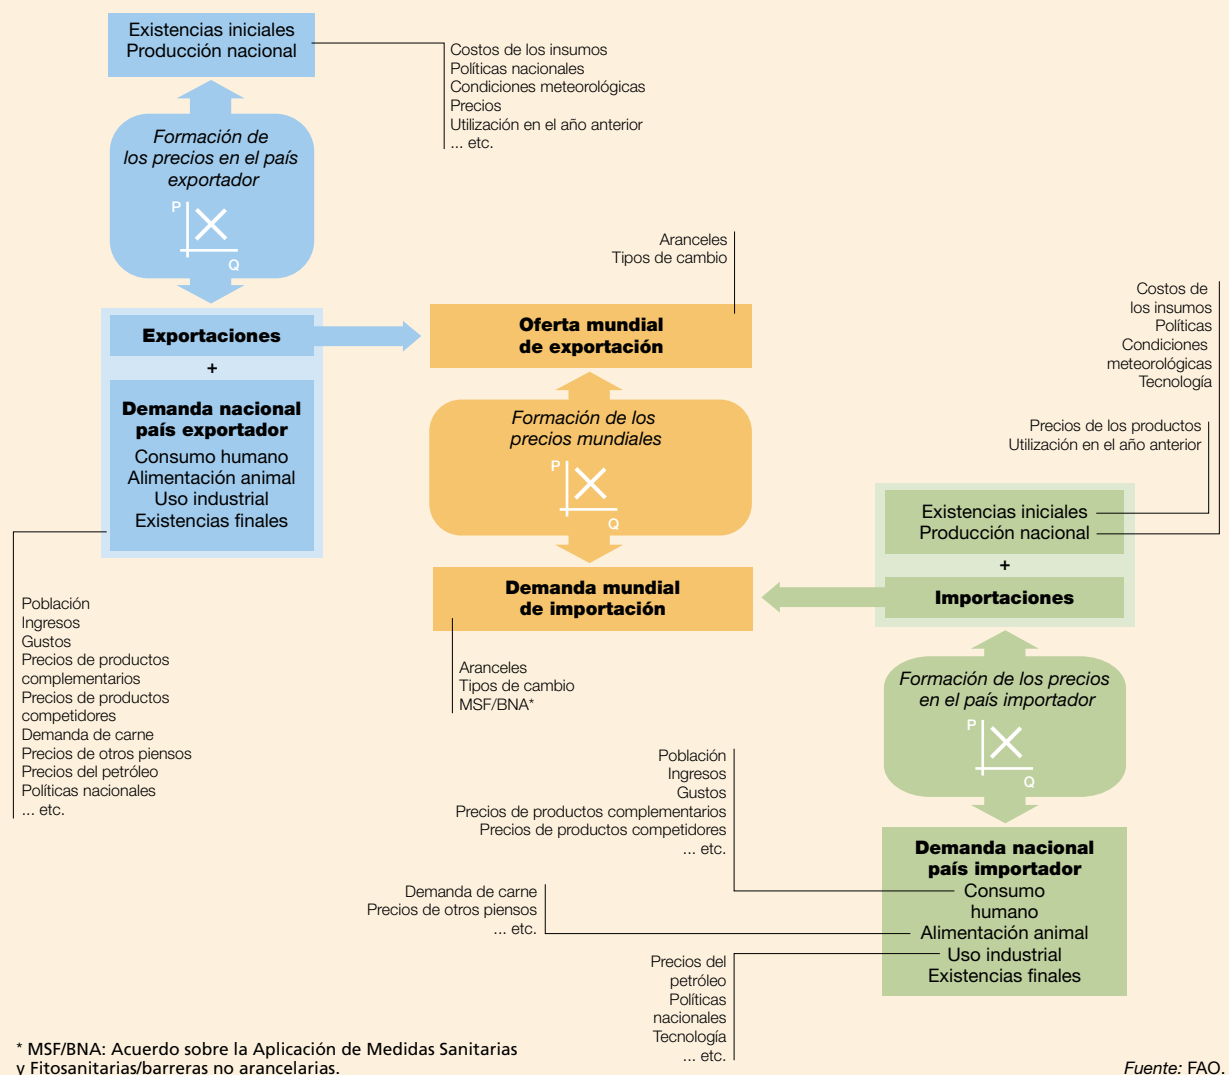 Existencias iniciales
Producción nacional
Costos de los insumos
Políticas nacionales
Condiciones meteorológicas
Precios
Utilización en el año anterior
... etc.
Formación de
los precios en el país
exportador
P
Q
Exportaciones
+
Demanda nacional
país exportador
Consumo humano
Alimentación animal
Uso industrial
Existencias finales
Población
Ingresos
Gustos
Precios de productos
complementarios
Precios de productos
competidores
Demanda de carne
Precios de otros piensos
Precios del petróleo
Políticas nacionales
... etc.
Aranceles
Tipos de cambio
Oferta mundial
de exportación
Formación de los
precios mundiales
P
Q
Demanda mundial
de importación
Aranceles
Tipos de cambio
MSF/BNA*
Costos de
los insumos
Políticas
Condiciones
meteorológicas
Tecnología
Precios de los productos
Utilización en el año anterior
Existencias iniciales
Producción nacional
+
Importaciones
Formación de los precios
en el país importador
P
Q
Demanda nacional
país importador
Consumo
humano
Alimentación animal
Uso industrial
Existencias finales
Población
Ingresos
Gustos
Precios de productos complementarios
Precios de productos competidores
... etc.
Demanda de carne
Precios de otros piensos
... etc.
Precios del
petróleo
Políticas
nacionales
Tecnología
... etc.
* MSF/BNA: Acuerdo sobre la Aplicación de Medidas Sanitarias
y Fitosanitarias/barreras no arancelarias.
Fuente: FAO.